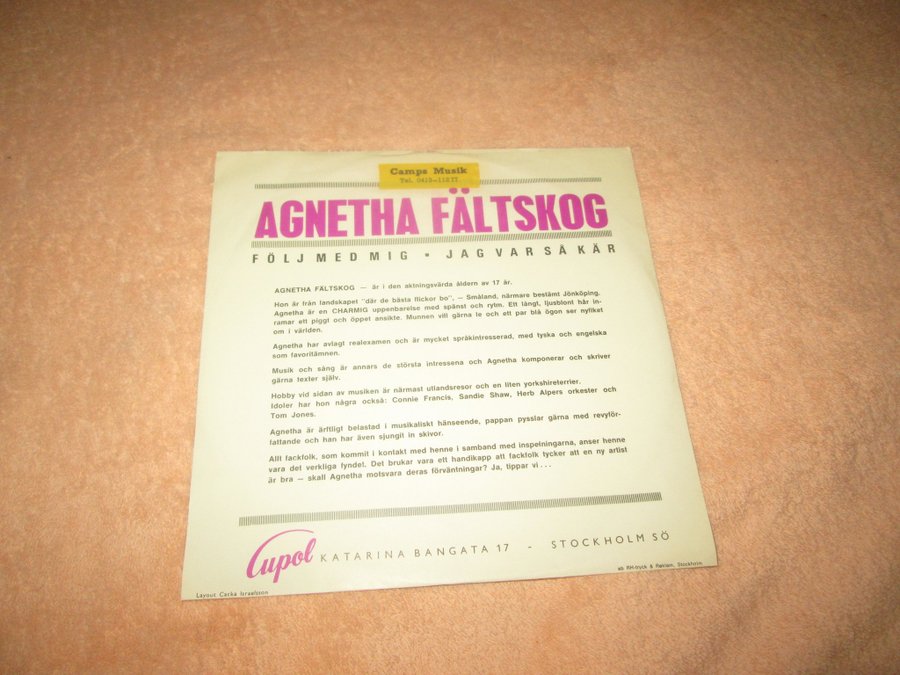 Camps Musik
Tel. 0413-11277
AGNETHA FÄLTSKOG
FÖLJ MED MIG • JAG VAR SÅ KÄR
AGNETHA FÄLTSKOG — är i den aktningsvärda åldern av 17 år.
Hon är från landskapet "där de bästa flickor bo", — Småland, närmare bestämt Jönköping.
Agnetha är en CHARMIG uppenbarelse med spänst och rytm. Ett långt, ljusblont hår in-
ramar ett piggt och öppet ansikte. Munnen vill gärna le och ett par blå ögon ser nyfiket
om i världen.
Agnetha har avlagt realexamen och är mycket språkintresserad, med tyska och engelska
som favoritämnen.
Musik och sång är annars de största intressena och Agnetha komponerar och skriver
gärna texter själv.
Hobby vid sidan av musiken är närmast utlandsresor och en liten yorkshireterrier.
Idoler har hon några också: Connie Francis, Sandie Shaw, Herb Alpers orkester och
Tom Jones.
Agnetha är ärftligt belastad i musikaliskt hänseende, pappan pysslar gärna med revyför-
fattande och han har även sjungit in skivor.
Allt fackfolk, som kommit i kontakt med henne i samband med inspelningarna, anser henne
vara det verkliga fyndet. Det brukar vara ett handikapp att fackfolk tycker att en ny artist
är bra — skall Agnetha motsvara deras förväntningar? Ja, tippar vi ...
Cupol KATARINA BANGATA 17 - STOCKHOLM SÖ
Layout Cacka Israelsson
ab RH-tryck & Reklam, Stockholm